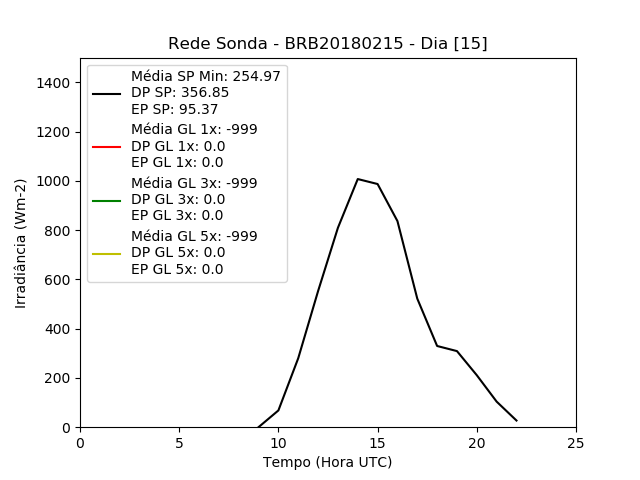 Rede Sonda - BRB20180215 - Dia [15]
Média SP Min: 254.97
DP SP: 356.85
EP SP: 95.37
Média GL 1x: -999
DP GL 1x: 0.0
EP GL 1x: 0.0
Média GL 3x: -999
DP GL 3x: 0.0
EP GL 3x: 0.0
Média GL 5x: -999
DP GL 5x: 0.0
EP GL 5x: 0.0
Irradiância (Wm-2)
1400
1200
1000
800
600
400
200
0
0 5 10 15 20 25
Tempo (Hora UTC)